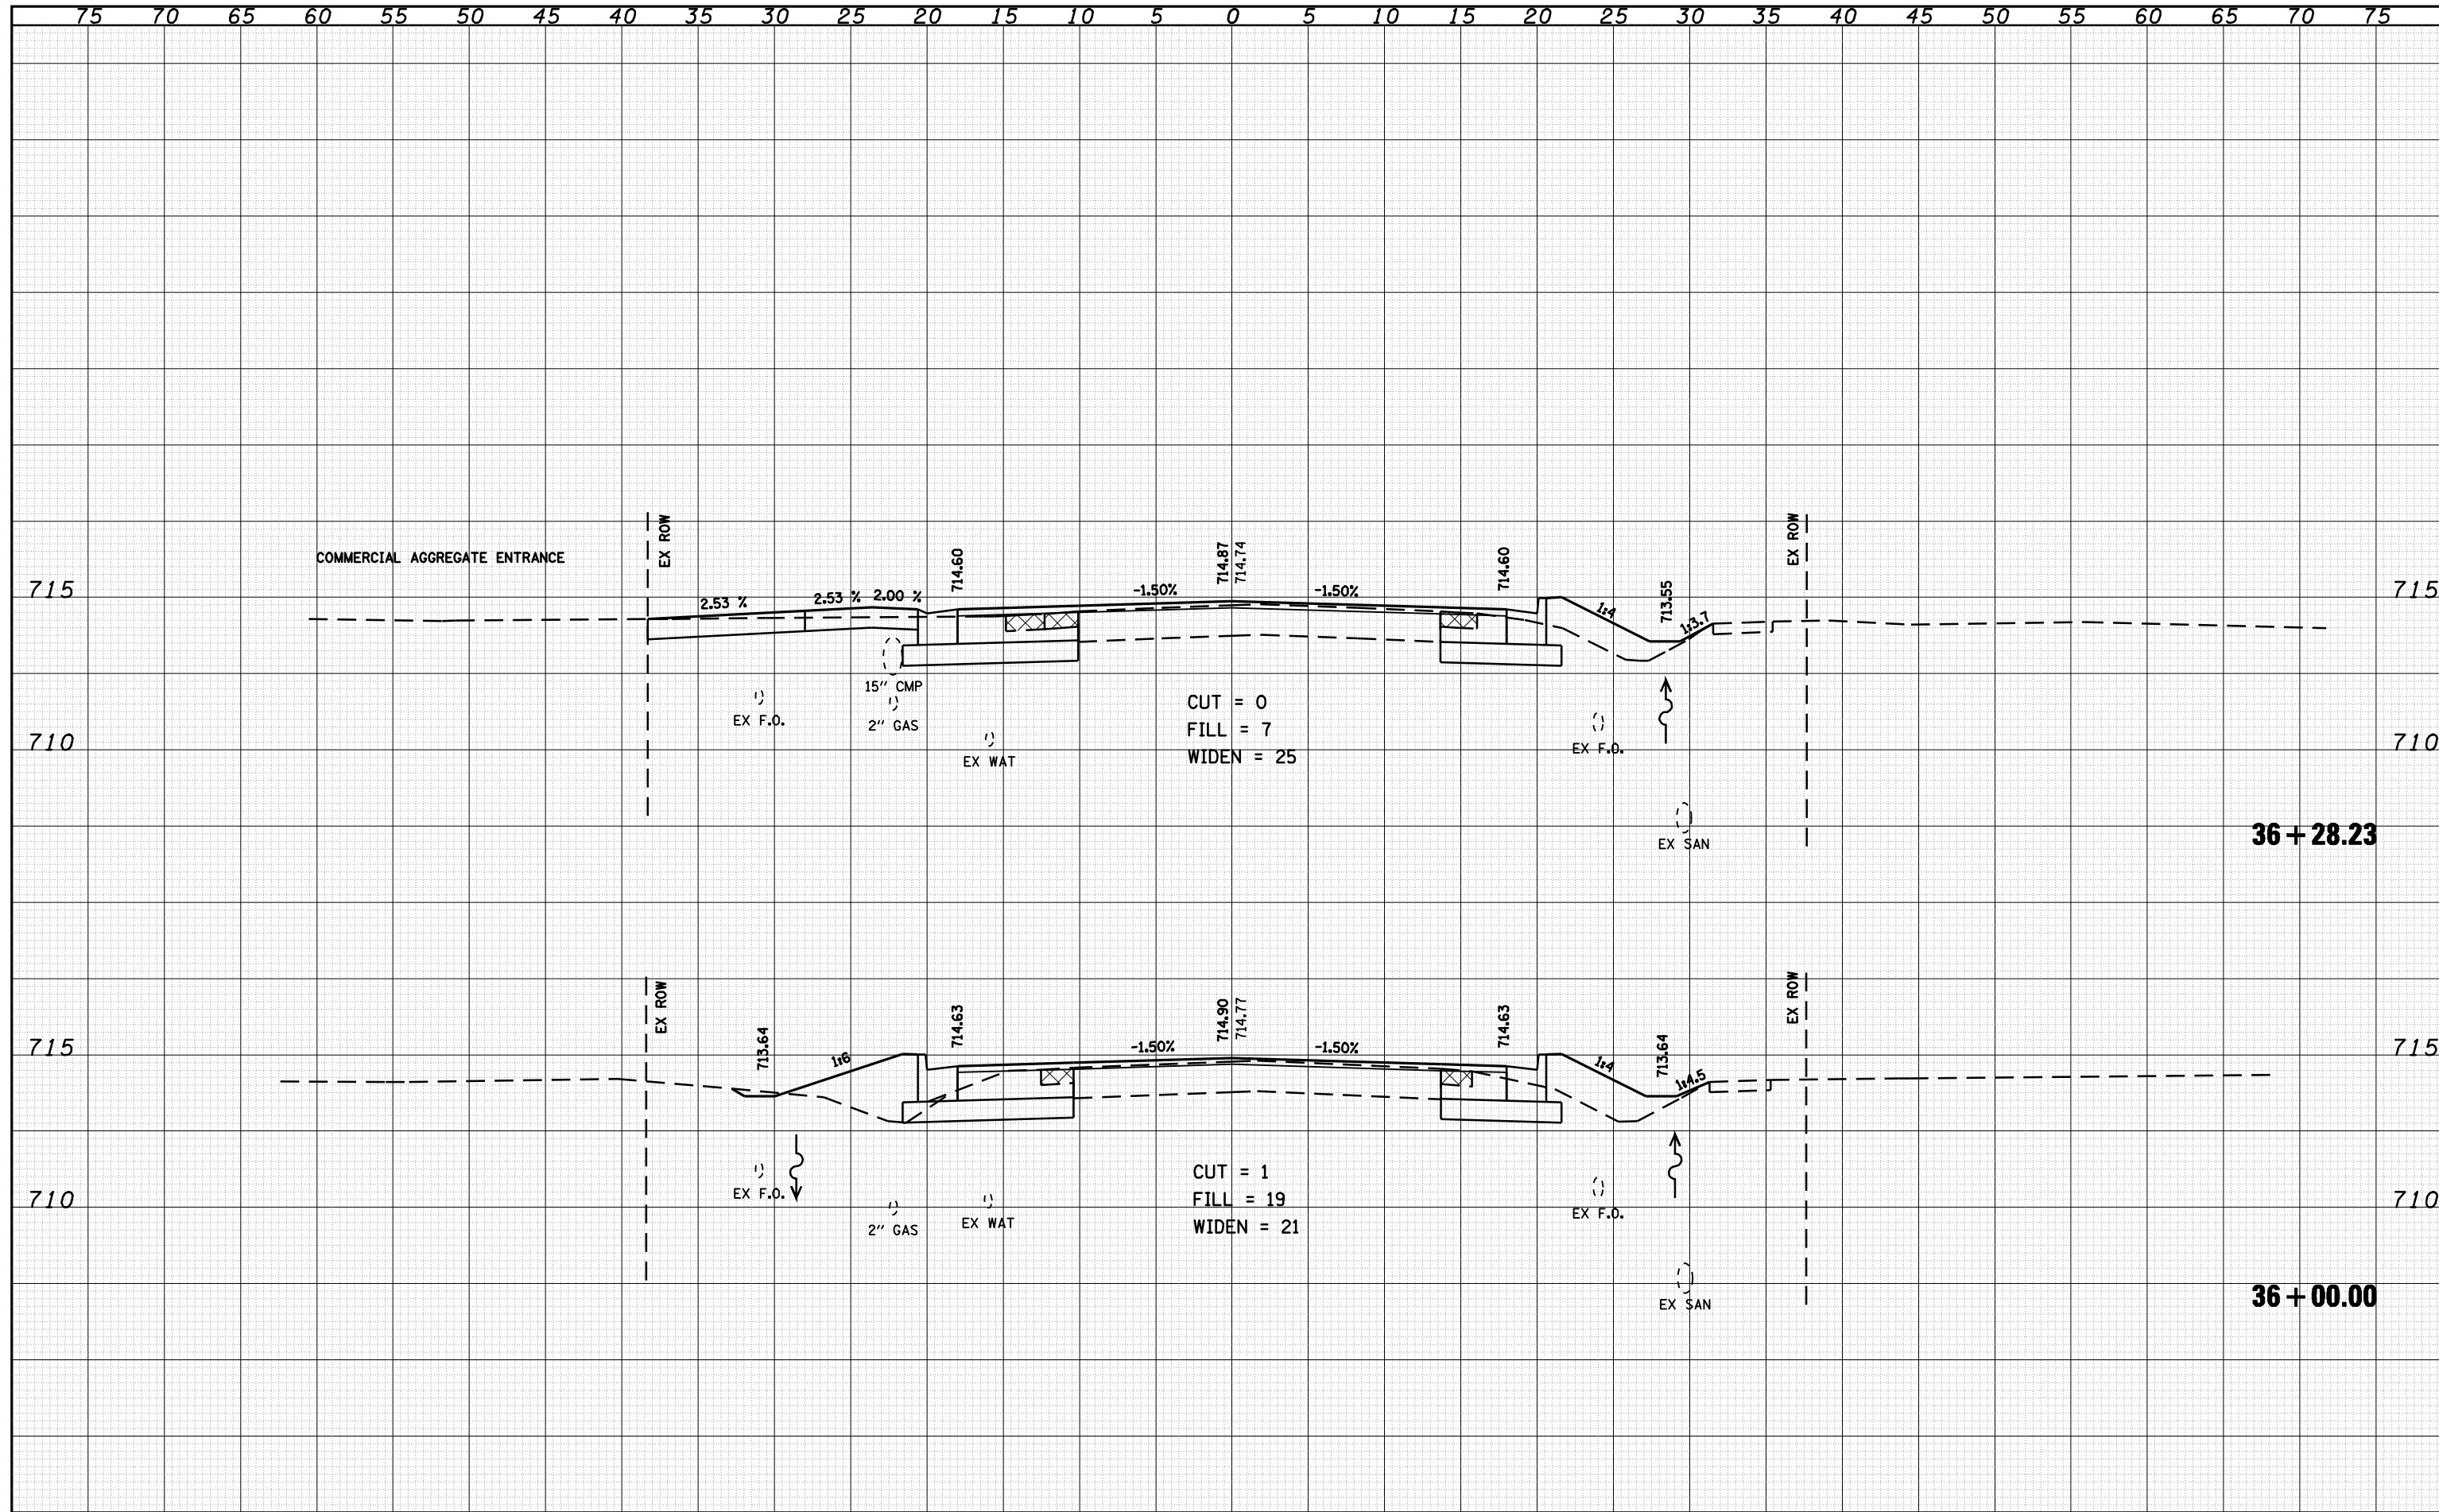 75 70 65 60 55 50 45 40 35 30 25 20 15 10 5 0 5 10 15 20 25 30 35 40 45 50 55 60 65 70 75
EX ROW
EX ROW
COMMERCIAL AGGREGATE ENTRANCE
714.60
714.87
714.74
714.60
713.55
715
2.53 %
2.53 %
2.00 %
-1.50%
-1.50%
1:4
1:3.7
715
15" CMP
EX F.O.
2" GAS
EX WAT
CUT = 0
FILL = 7
WIDEN = 25
EX F.O.
710
710
EX SAN
36+28.23
EX ROW
EX ROW
713.64
714.63
714.90
714.77
714.63
713.64
715
1:6
-1.50%
-1.50%
1:4
1:4.5
715
EX F.O.
2" GAS
EX WAT
CUT = 1
FILL = 19
WIDEN = 21
EX F.O.
710
710
EX SAN
36+00.00